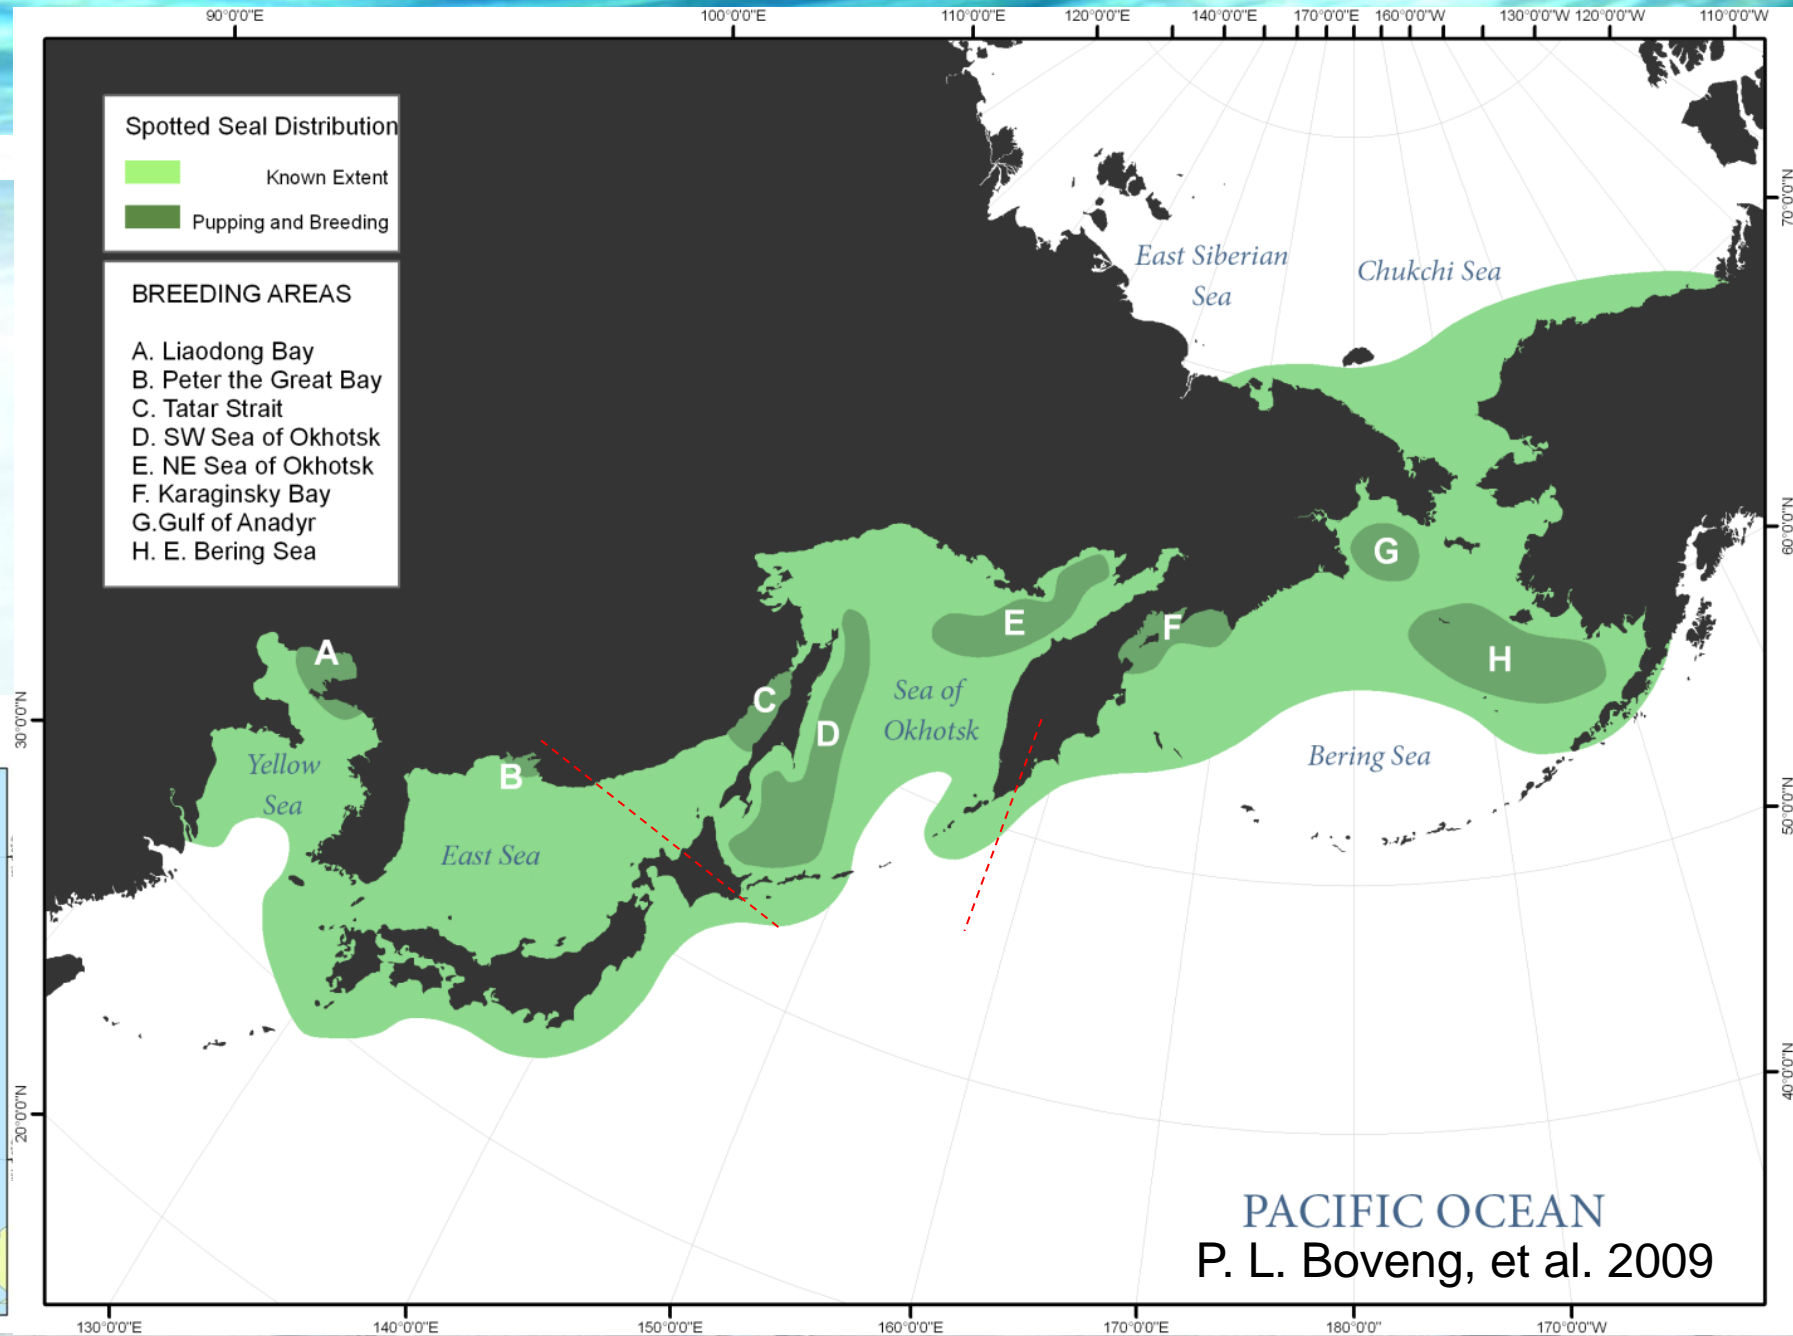 90°0'0"E
100°0'0"E
110°0'0"E
120°0'0"E
140°0'0"E
170°0'0"E
160°0'0"W
130°0'0"W
120°0'0"W
110°0'0"W
Spotted Seal Distribution
Known Extent
Pupping and Breeding
BREEDING AREAS
A. Liaodong Bay
B. Peter the Great Bay
C. Tatar Strait
D. SW Sea of Okhotsk
E. NE Sea of Okhotsk
F. Karaginsky Bay
G.Gulf of Anadyr
H. E. Bering Sea
East Siberian
Sea
Chukchi Sea
70°0'0"N
60°0'0"N
50°0'0"N
40°0'0"N
30°0'0"N
20°0'0"N
A
B
C
D
E
F
G
H
Yellow
Sea
East Sea
Sea of
Okhotsk
Bering Sea
PACIFIC OCEAN
P. L. Boveng, et al. 2009
130°0'0"E
140°0'0"E
150°0'0"E
160°0'0"E
170°0'0"E
180°0'0"
170°0'0"W